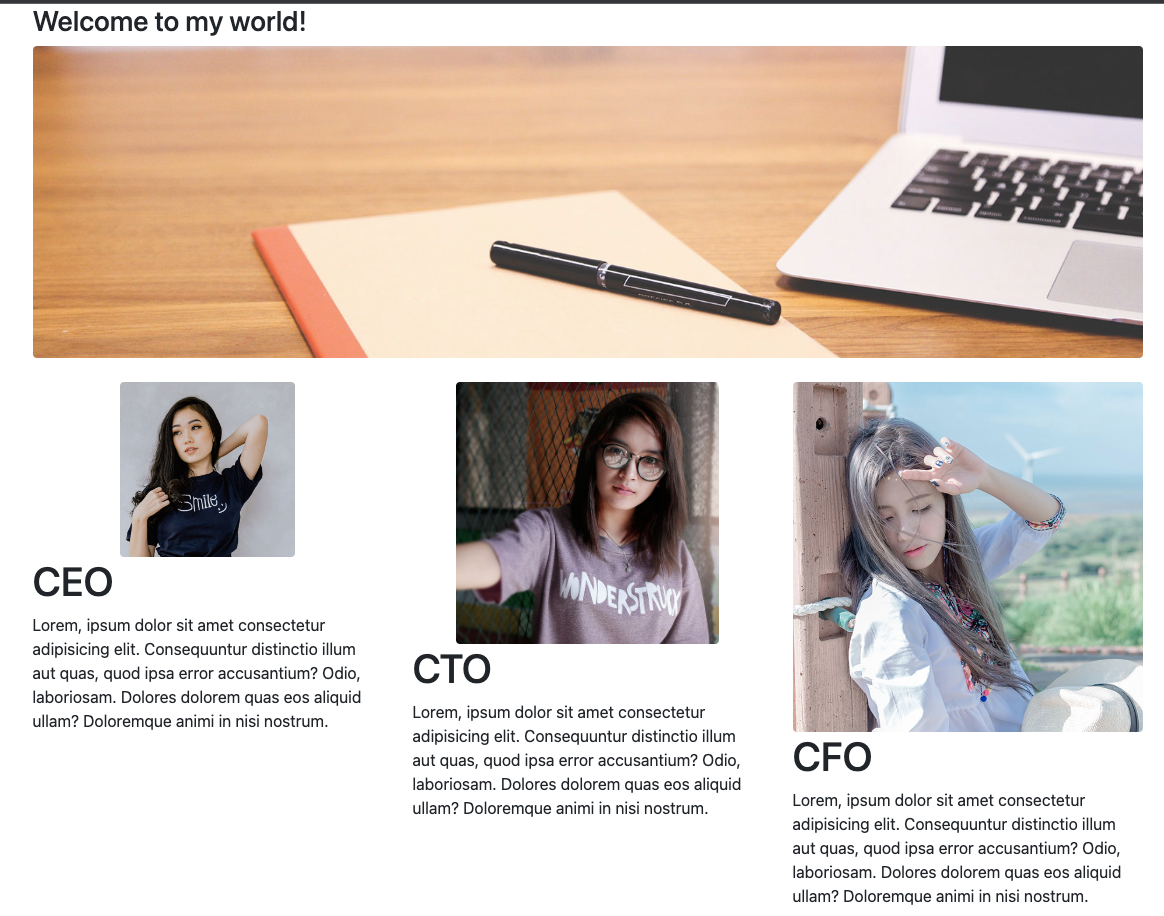 Welcome to my world!
Smile
WONDERSTRUCK
CEO
Lorem, ipsum dolor sit amet consectetur
adipisicing elit. Consequuntur distinctio illum
aut quas, quod ipsa error accusantium? Odio,
laboriosam. Dolores dolorem quas eos aliquid
ullam? Doloremque animi in nisi nostrum.
CTO
Lorem, ipsum dolor sit amet consectetur
adipisicing elit. Consequuntur distinctio illum
aut quas, quod ipsa error accusantium? Odio,
laboriosam. Dolores dolorem quas eos aliquid
ullam? Doloremque animi in nisi nostrum.
CFO
Lorem, ipsum dolor sit amet consectetur
adipisicing elit. Consequuntur distinctio illum
aut quas, quod ipsa error accusantium? Odio,
laboriosam. Dolores dolorem quas eos aliquid
ullam? Doloremque animi in nisi nostrum.